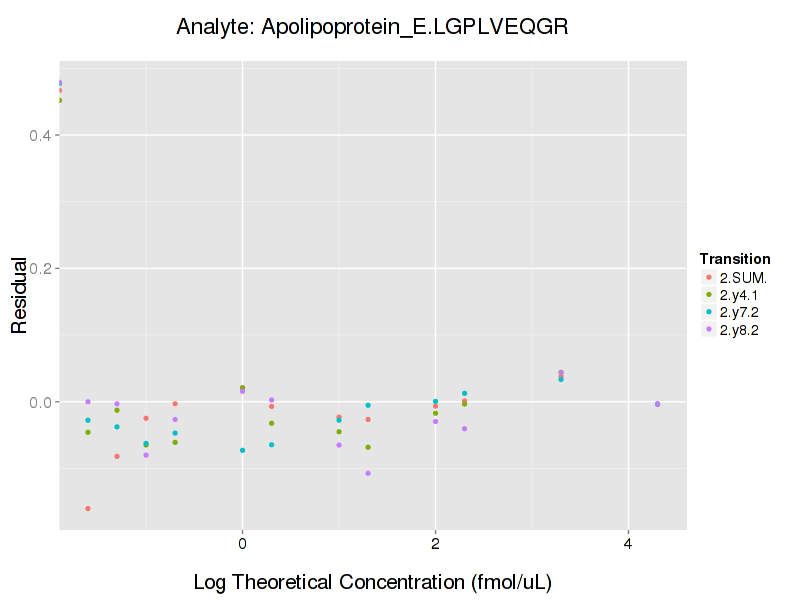 Analyte: Apolipoprotein_E.LGPLVEQGR
0.4
0.2
0.0
Residual
0
2
4
Log Theoretical Concentration (fmol/uL)
Transition
2.SUM.
2.y4.1
2.y7.2
2.y8.2